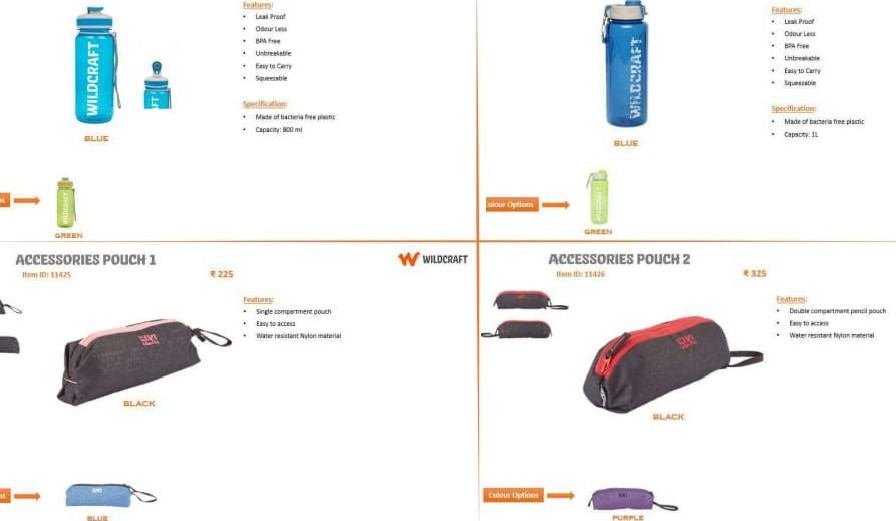 Features:
• Leak Proof
• Odour Less
• BPA Free
• Unbreakable
• Easy to Carry
• Squeezable
Specification:
• Made of bacteria free plastic
• Capacity: 800 ml
WILDCRAFT
BLUE
WILDCRAFT
GREEN
Features:
• Leak Proof
• Odour Less
• BPA Free
• Unbreakable
• Easy to Carry
• Squeezable
Specification:
• Made of bacteria free plastic
• Capacity: 1L
WILDCRAFT
BLUE
Colour Options
WILDCRAFT
GREEN
ACCESSORIES POUCH 1
Item ID: 11425
₹ 225
WILDCRAFT
Features:
• Single compartment pouch
• Easy to access
• Water resistant Nylon material
BLACK
BLUE
ACCESSORIES POUCH 2
Item ID: 11426
₹ 325
Features:
• Double compartment pencil pouch
• Easy to access
• Water resistant Nylon material
BLACK
Colour Options
PURPLE